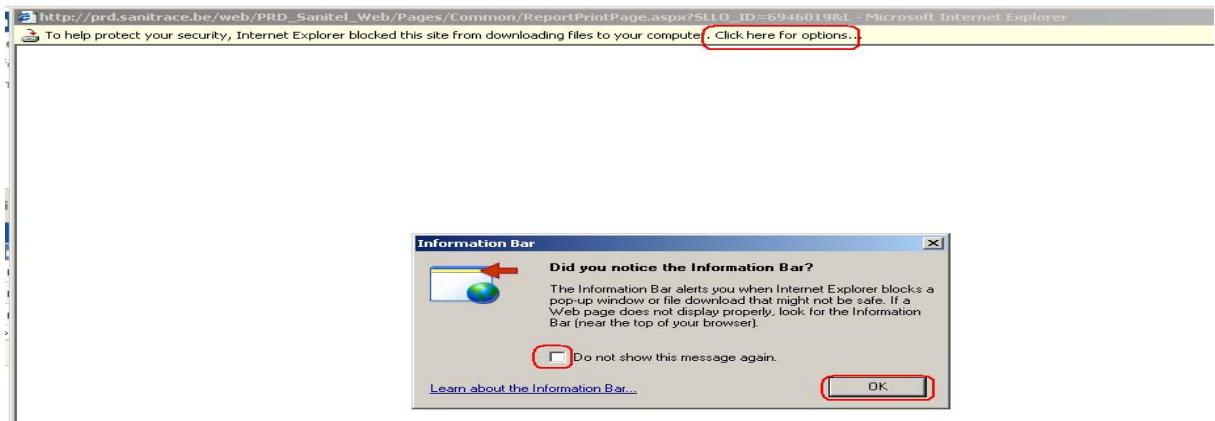 http://prd.sanitrace.be/web/PRD_Sanitel_Web/Pages/Common/ReportPrintPage.aspx?SLLO_ID=6946019&L - Microsoft Internet Explorer
To help protect your security, Internet Explorer blocked this site from downloading files to your computer. Click here for options...
Information Bar
Did you notice the Information Bar?
The Information Bar alerts you when Internet Explorer blocks a
pop-up window or file download that might not be safe. If a
Web page does not display properly, look for the Information
Bar (near the top of your browser).
Do not show this message again.
Learn about the Information Bar...
OK